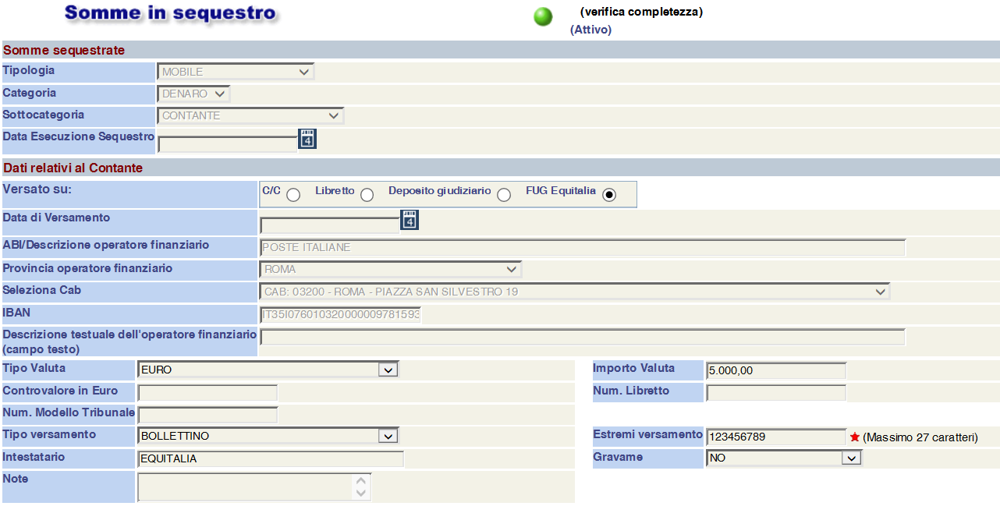 Somme in sequestro
(verifica completezza)
(Attivo)
Somme sequestrate
Tipologia MOBILE
Categoria DENARO
Sottocategoria CONTANTE
Data Esecuzione Sequestro 4
Dati relativi al Contante
Versato su: C/C Libretto Deposito giudiziario FUG Equitalia
Data di Versamento 4
ABI/Descrizione operatore finanziario POSTE ITALIANE
Provincia operatore finanziario ROMA
Seleziona Cab CAB: 03200 - ROMA - PIAZZA SAN SILVESTRO 19
IBAN IT35I0760103200000009781593
Descrizione testuale dell'operatore finanziario
(campo testo)
Tipo Valuta EURO Importo Valuta 5.000,00
Controvalore in Euro Num. Libretto
Num. Modello Tribunale
Tipo versamento BOLLETTINO Estremi versamento 123456789 (Massimo 27 caratteri)
Intestatario EQUITALIA Gravame NO
Note